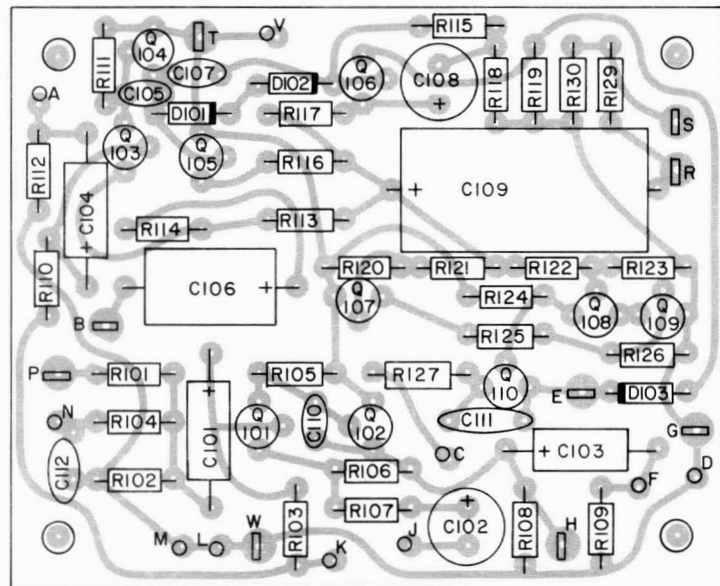 R115
Q 104
T
V
R111
C107
D102
Q 106
C108
R118
R119
R130
R129
A
C105
D101
R117
S
Q 103
Q 105
R112
R116
C109
+
R
C104
+
R114
R113
R110
C106
+
R120
R121
R122
R123
Q 107
R124
Q 108
Q 109
B
R125
R126
P
R101
R105
R127
Q 110
E
D103
+
N
R104
C101
Q 101
C110
Q 102
C111
G
C112
R102
R106
C
+
C103
F
D
R107
+
C102
R103
R108
R109
M
L
W
K
J
H
+